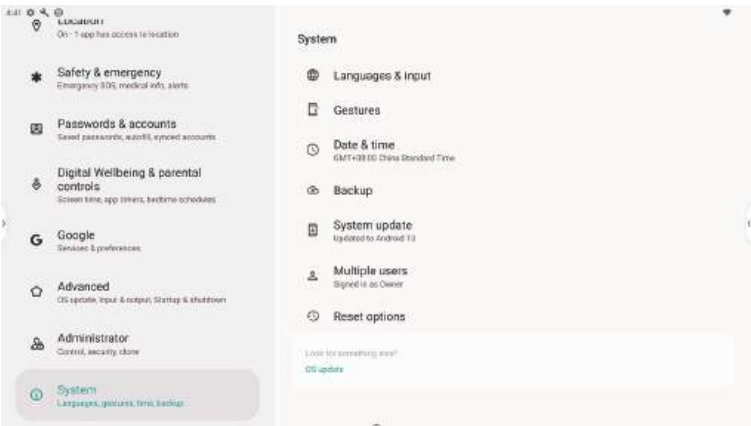 4:41
Location
On - 1 app has access to location
Safety & emergency
Emergency SOS, medical info, alerts
Passwords & accounts
Saved passwords, autofill, synced accounts
Digital Wellbeing & parental
controls
Screen time, app timers, bedtime schedules
Google
Services & preferences
Advanced
OS update, Input & output, Startup & shutdown
Administrator
Control, security, clone
System
Languages, gestures, time, backup
System
Languages & input
Gestures
Date & time
GMT+08:00 China Standard Time
Backup
System update
Updated to Android 13
Multiple users
Signed in as Owner
Reset options
Look for something else?
OS update